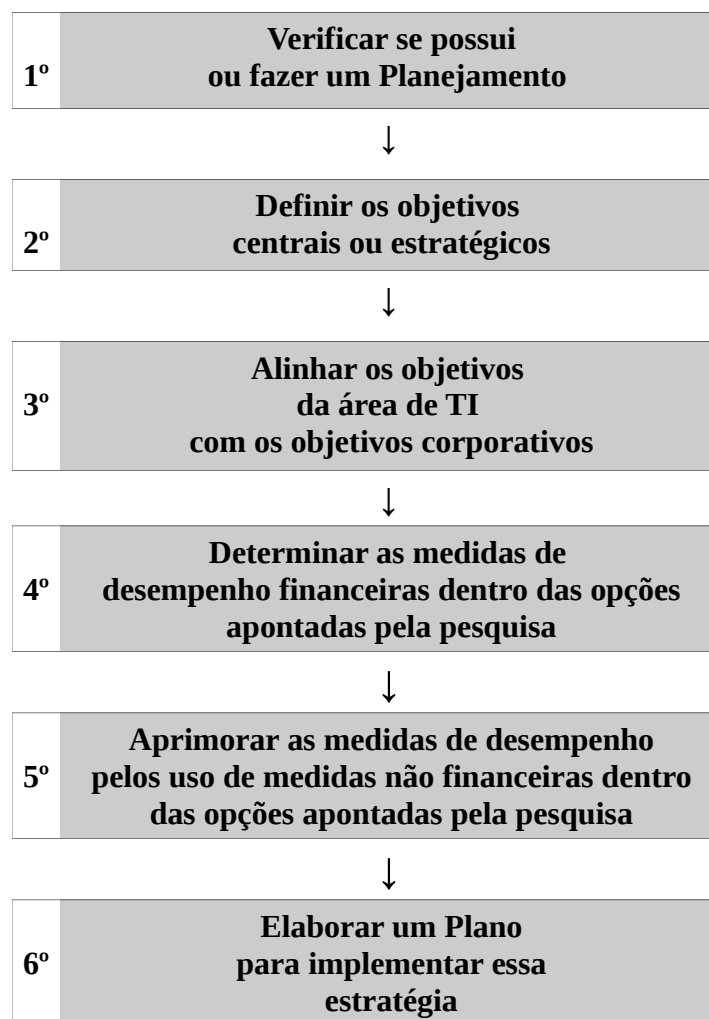 Verificar se possui
1º ou fazer um Planejamento
↓
Definir os objetivos
2º centrais ou estratégicos
↓
Alinhar os objetivos
3º da área de TI
com os objetivos corporativos
↓
Determinar as medidas de
4º desempenho financeiras dentro das opções
apontadas pela pesquisa
↓
Aprimorar as medidas de desempenho
5º pelos uso de medidas não financeiras dentro
das opções apontadas pela pesquisa
↓
Elaborar um Plano
6º para implementar essa
estratégia